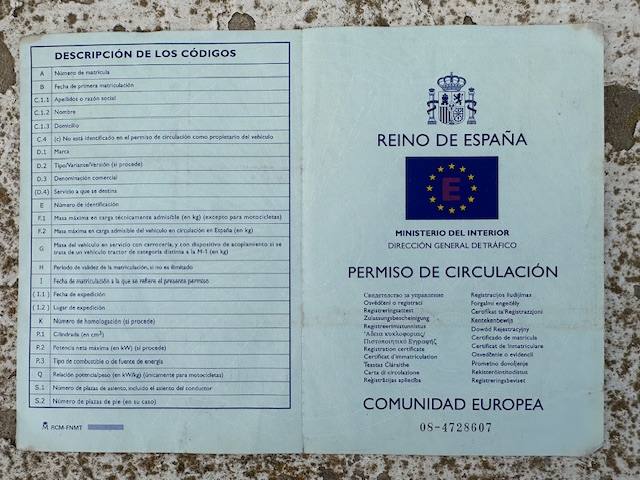 DESCRIPCIÓN DE LOS CÓDIGOS
A Número de matrícula
B Fecha de primera matriculación
C.1.1 Apellidos o razón social
C.1.2 Nombre
C.1.3 Domicilio
C.4 (c) No está identificado en el permiso de circulación como propietario del vehículo
D.1 Marca
D.2 Tipo/Variante/Versión (si procede)
D.3 Denominación comercial
(D.4) Servicio a que se destina
E Número de identificación
F.1 Masa máxima en carga técnicamente admisible (en kg) (excepto para motocicletas)
F.2 Masa máxima en carga admisible del vehículo en circulación en España (en kg)
G Masa del vehículo en servicio con carrocería, y con dispositivo de acoplamiento si se
trata de un vehículo tractor de categoría distinta a la M-1 (en kg)
H Período de validez de la matriculación, si no es ilimitado
I Fecha de matriculación a la que se refiere el presente permiso
(I.1) Fecha de expedición
(I.2) Lugar de expedición
K Número de homologación (si procede)
P.1 Cilindrada (en cm³)
P.2 Potencia neta máxima (en kW) (si procede)
P.3 Tipo de combustible o de fuente de energía
Q Relación potencia/peso (en kW/kg) (únicamente para motocicletas)
S.1 Número de plazas de asiento, incluido el asiento del conductor
S.2 Número de plazas de pie (en su caso)
RCM-FNMT
REINO DE ESPAÑA
E
MINISTERIO DEL INTERIOR
DIRECCIÓN GENERAL DE TRÁFICO
PERMISO DE CIRCULACIÓN
Свидетелство за управление
Osvědčení o registraci
Registreringsattest
Zulassungsbescheinigung
Registreerimistunnistus
Άδεια κυκλοφορίας/
Πιστοποιητικό Εγγραφής
Registration certificate
Certificat d'immatriculation
Teastas Cláraithe
Carta di circolazione
Reģistrācijas apliecība
Registracijos liudijimas
Forgalmi engedély
Ċertifikat ta'Reġistrazzjoni
Kentekenbewijs
Dowód Rejestracyjny
Certificado de matrícula
Certificat de înmatriculare
Osvedčenie o evidencii
Prometno dovoljenje
Rekisteröintitodistus
Registreringsbeviset
COMUNIDAD EUROPEA
08-4728607